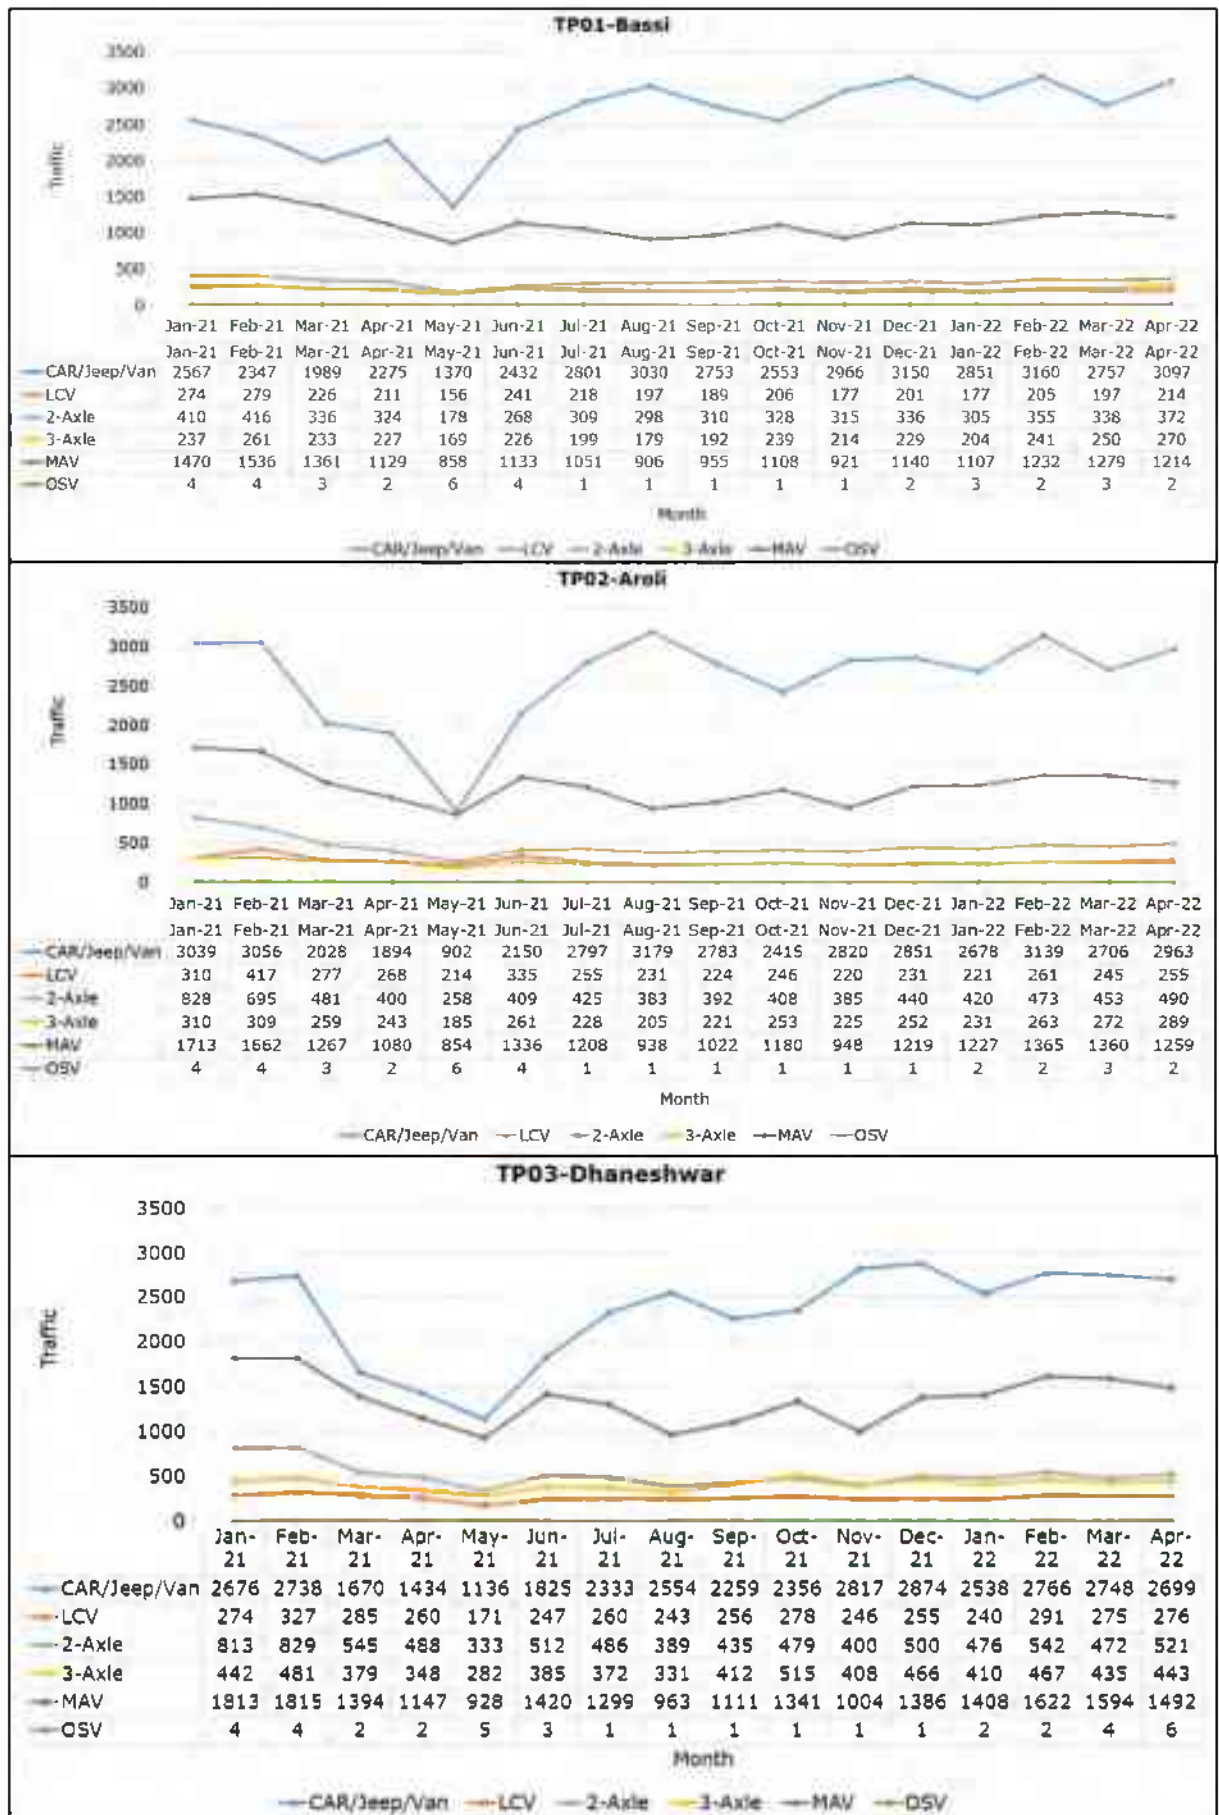 TP01-Bassi
3500
3000
2500
2000
1500
1000
500
0
Traffic
Jan-21 Feb-21 Mar-21 Apr-21 May-21 Jun-21 Jul-21 Aug-21 Sep-21 Oct-21 Nov-21 Dec-21 Jan-22 Feb-22 Mar-22 Apr-22
Jan-21 Feb-21 Mar-21 Apr-21 May-21 Jun-21 Jul-21 Aug-21 Sep-21 Oct-21 Nov-21 Dec-21 Jan-22 Feb-22 Mar-22 Apr-22
CAR/Jeep/Van 2567 2347 1989 2275 1370 2432 2801 3030 2753 2553 2966 3150 2851 3160 2757 3097
LCV 274 279 226 211 156 241 218 197 189 206 177 201 177 205 197 214
2-Axle 410 416 336 324 178 268 309 298 310 328 315 336 305 355 338 372
3-Axle 237 261 233 227 169 226 199 179 192 239 214 229 204 241 250 270
MAV 1470 1536 1361 1129 858 1133 1051 906 955 1108 921 1140 1107 1232 1279 1214
OSV 4 4 3 2 6 4 1 1 1 1 1 2 3 2 3 2
Month
CAR/Jeep/Van LCV 2-Axle 3-Axle MAV OSV
TP02-Aroli
3500
3000
2500
2000
1500
1000
500
0
Traffic
Jan-21 Feb-21 Mar-21 Apr-21 May-21 Jun-21 Jul-21 Aug-21 Sep-21 Oct-21 Nov-21 Dec-21 Jan-22 Feb-22 Mar-22 Apr-22
Jan-21 Feb-21 Mar-21 Apr-21 May-21 Jun-21 Jul-21 Aug-21 Sep-21 Oct-21 Nov-21 Dec-21 Jan-22 Feb-22 Mar-22 Apr-22
CAR/Jeep/Van 3039 3056 2028 1894 902 2150 2797 3179 2783 2415 2820 2851 2678 3139 2706 2963
LCV 310 417 277 268 214 335 255 231 224 246 220 231 221 261 245 255
2-Axle 828 695 481 400 258 409 425 383 392 408 385 440 420 473 453 490
3-Axle 310 309 259 243 185 261 228 205 221 253 225 252 231 263 272 289
MAV 1713 1662 1267 1080 854 1336 1208 938 1022 1180 948 1219 1227 1365 1360 1259
OSV 4 4 3 2 6 4 1 1 1 1 1 1 2 2 3 2
Month
CAR/Jeep/Van LCV 2-Axle 3-Axle MAV OSV
TP03-Dhaneshwar
3500
3000
2500
2000
1500
1000
500
0
Traffic
Jan- Feb- Mar- Apr- May- Jun- Jul- Aug- Sep- Oct- Nov- Dec- Jan- Feb- Mar- Apr-
21 21 21 21 21 21 21 21 21 21 21 21 22 22 22 22
CAR/Jeep/Van 2676 2738 1670 1434 1136 1825 2333 2554 2259 2356 2817 2874 2538 2766 2748 2699
LCV 274 327 285 260 171 247 260 243 256 278 246 255 240 291 275 276
2-Axle 813 829 545 488 333 512 486 389 435 479 400 500 476 542 472 521
3-Axle 442 481 379 348 282 385 372 331 412 515 408 466 410 467 435 443
MAV 1813 1815 1394 1147 928 1420 1299 963 1111 1341 1004 1386 1408 1622 1594 1492
OSV 4 4 2 2 5 3 1 1 1 1 1 1 2 2 4 6
Month
CAR/Jeep/Van LCV 2-Axle 3-Axle MAV OSV